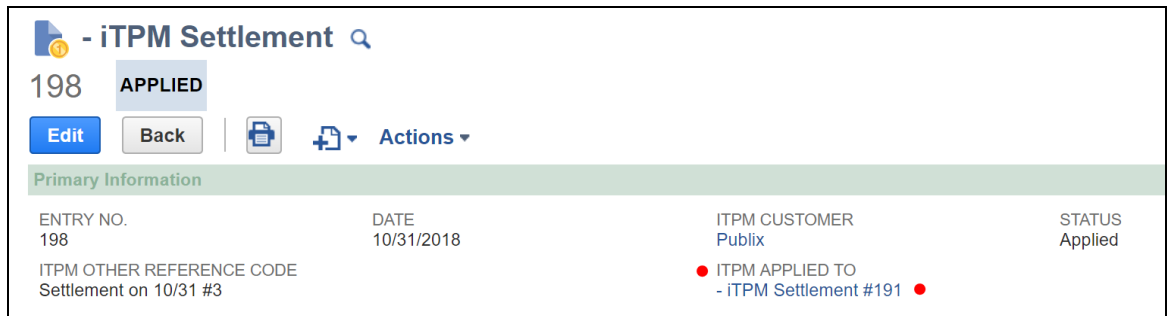 - iTPM Settlement
198 APPLIED
Edit Back Actions
Primary Information
ENTRY NO. DATE ITPM CUSTOMER STATUS
198 10/31/2018 Publix Applied
ITPM OTHER REFERENCE CODE ITPM APPLIED TO
Settlement on 10/31 #3 - iTPM Settlement #191